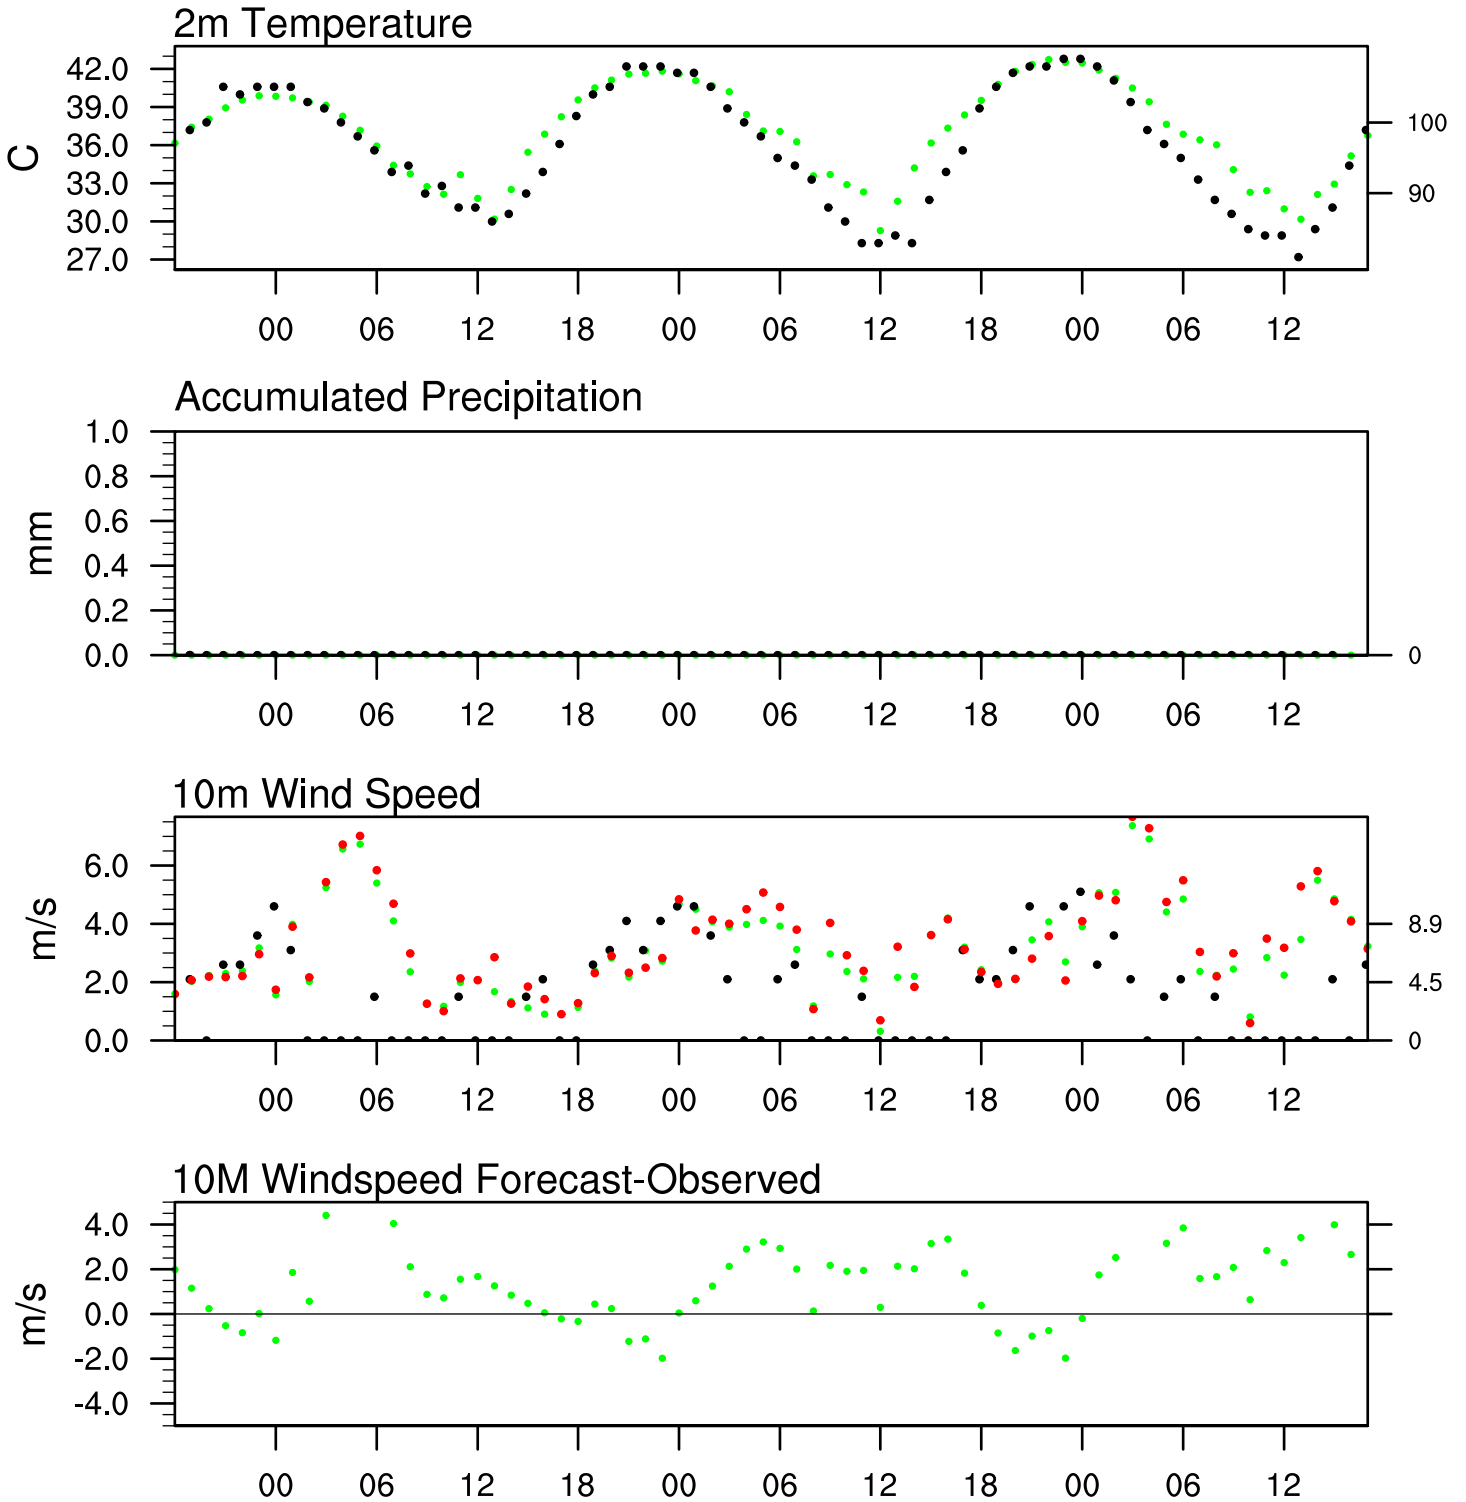 2m Temperature
42.0
39.0
36.0
33.0
30.0
27.0
C
100
90
00 06 12 18 00 06 12 18 00 06 12
Accumulated Precipitation
1.0
0.8
0.6
0.4
0.2
0.0
mm
0
00 06 12 18 00 06 12 18 00 06 12
10m Wind Speed
6.0
4.0
2.0
0.0
m/s
8.9
4.5
0
00 06 12 18 00 06 12 18 00 06 12
10M Windspeed Forecast-Observed
4.0
2.0
0.0
-2.0
-4.0
m/s
00 06 12 18 00 06 12 18 00 06 12